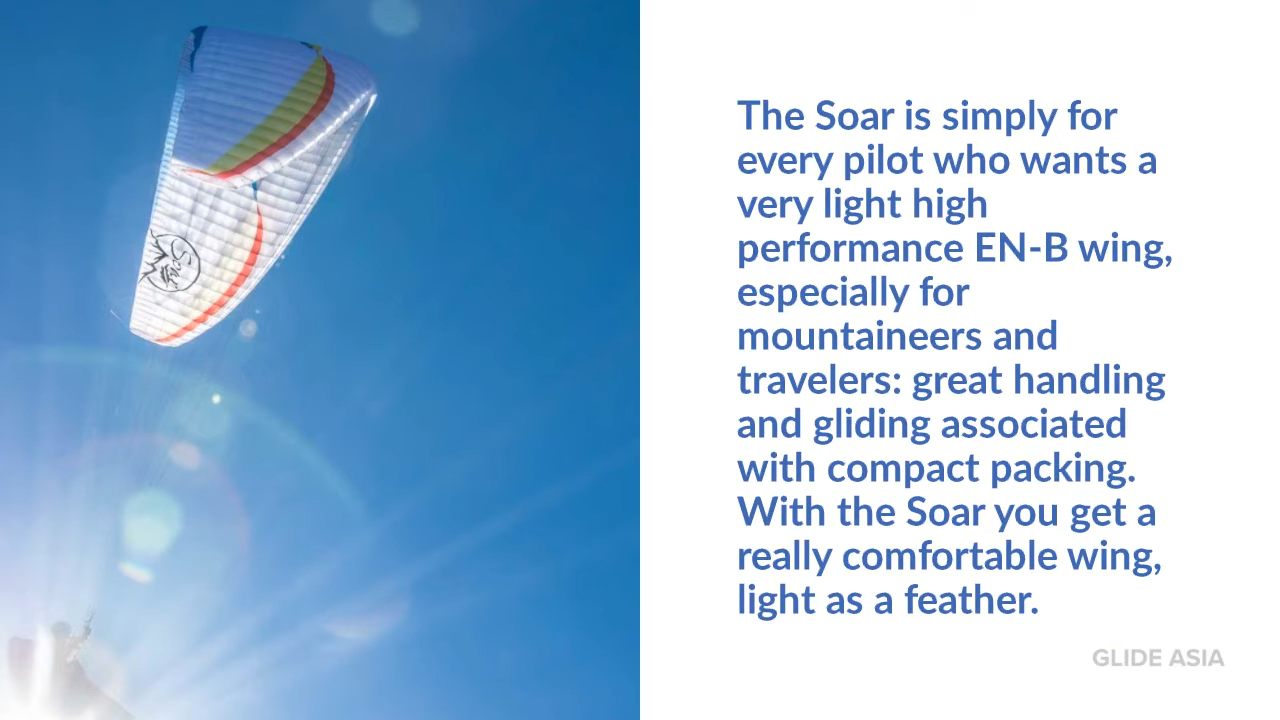 The Soar is simply for
every pilot who wants a
very light high
performance EN-B wing,
especially for
mountaineers and
travelers: great handling
and gliding associated
with compact packing.
With the Soar you get a
really comfortable wing,
light as a feather.
GLIDE ASIA
Soar